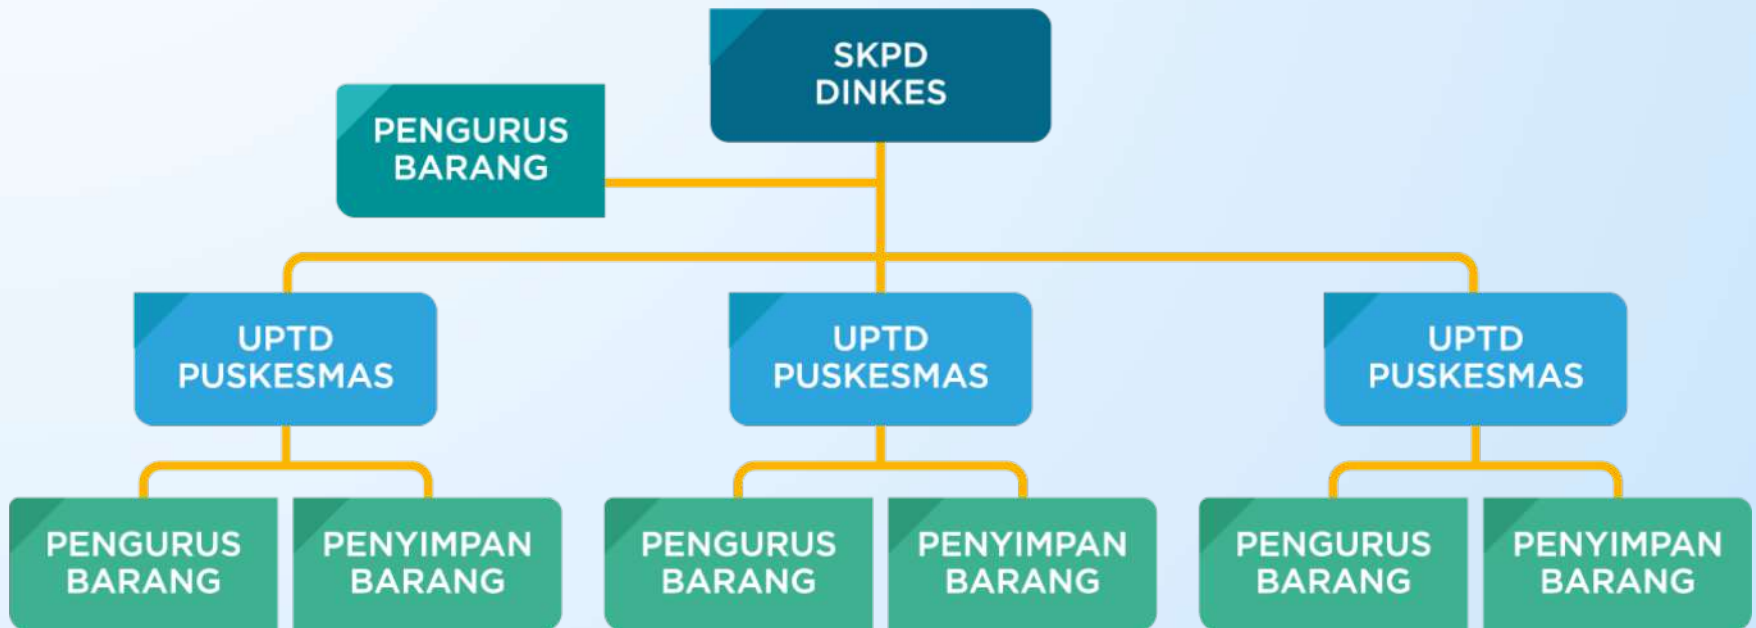 SKPD
DINKES
PENGURUS
BARANG
UPTD
PUSKESMAS
UPTD
PUSKESMAS
UPTD
PUSKESMAS
PENGURUS
BARANG
PENYIMPAN
BARANG
PENGURUS
BARANG
PENYIMPAN
BARANG
PENGURUS
BARANG
PENYIMPAN
BARANG